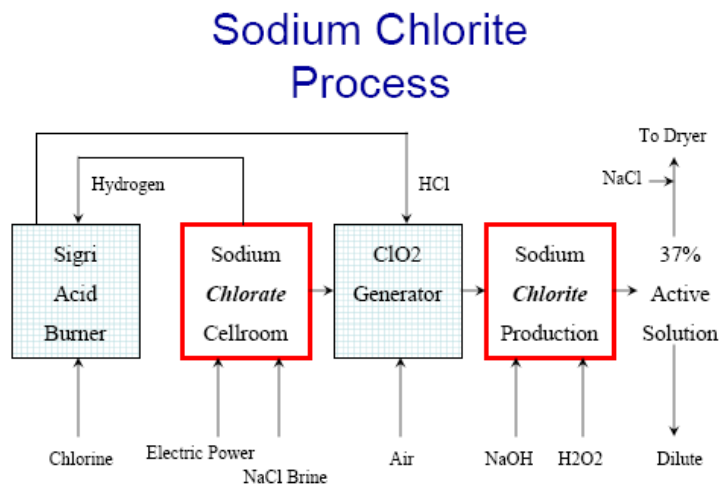 Sodium Chlorite
Process
To Dryer
NaCl
Hydrogen
HCl
Sigri
Acid
Burner
Sodium
Chlorate
Cellroom
ClO2
Generator
Sodium
Chlorite
Production
37%
Active
Solution
Chlorine
Electric Power
NaCl Brine
Air
NaOH
H2O2
Dilute